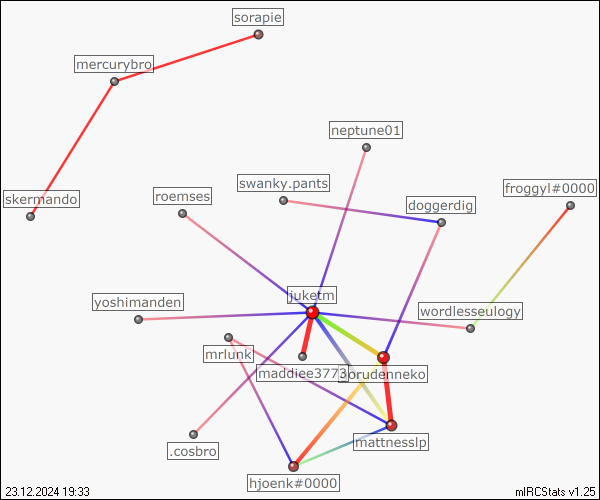 sorapie
mercurybro
neptune01
swanky.pants
froggyl#0000
skermando
roemses
doggerdig
juketm
yoshimanden
wordlesseulogy
mrlunk
maddiee3773
orudenneko
mattnesslp
.cosbro
hjoenk#0000
23.12.2024 19:33
mIRCStats v1.25